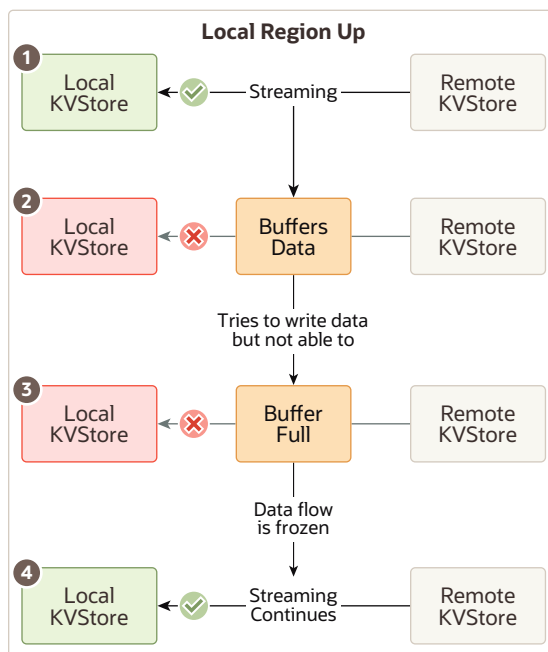 Local Region Up
1
Local
KVStore
Streaming
Remote
KVStore
2
Local
KVStore
Buffers
Data
Remote
KVStore
Tries to write data
but not able to
3
Local
KVStore
Buffer
Full
Remote
KVStore
Data flow
is frozen
4
Local
KVStore
Streaming
Continues
Remote
KVStore